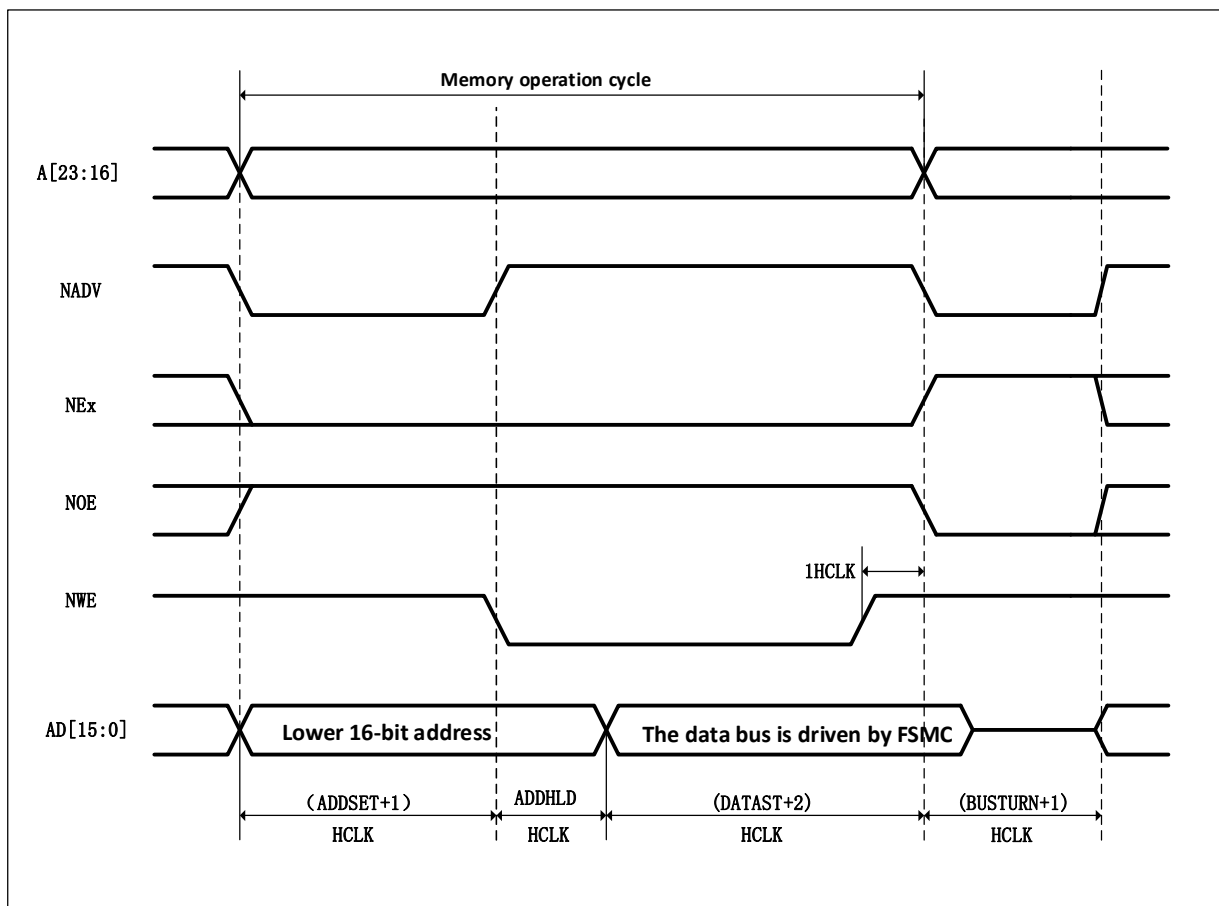 Memory operation cycle
A[23:16]
NADV
NEx
NOE
1HCLK
NWE
AD[15:0]
Lower 16-bit address
The data bus is driven by FSMC
（ADDSET+1）
ADDHLD
(DATAST+2)
(BUSTURN+1)
HCLK
HCLK
HCLK
HCLK